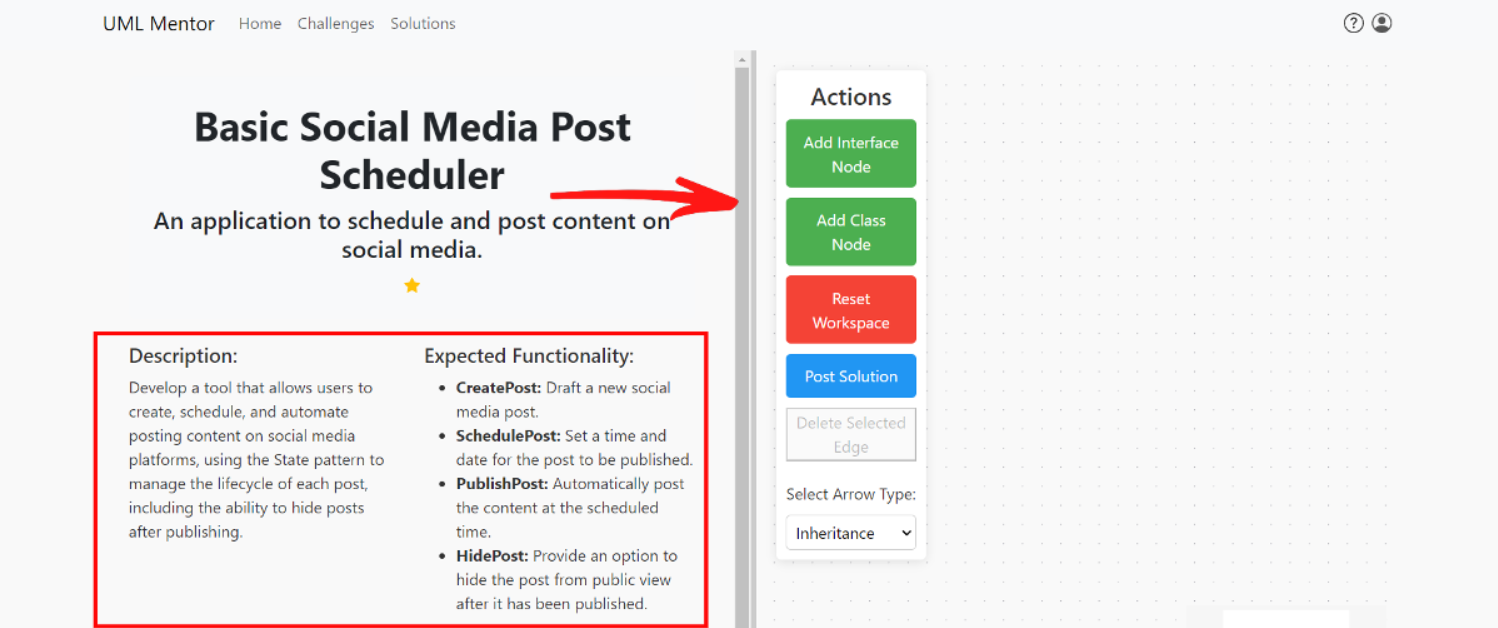 UML Mentor Home Challenges Solutions
Basic Social Media Post
Scheduler
An application to schedule and post content on
social media.
Description:
Develop a tool that allows users to
create, schedule, and automate
posting content on social media
platforms, using the State pattern to
manage the lifecycle of each post,
including the ability to hide posts
after publishing.
Expected Functionality:
• CreatePost: Draft a new social
media post.
• SchedulePost: Set a time and
date for the post to be published.
• PublishPost: Automatically post
the content at the scheduled
time.
• HidePost: Provide an option to
hide the post from public view
after it has been published.
Actions
Add Interface
Node
Add Class
Node
Reset
Workspace
Post Solution
Delete Selected
Edge
Select Arrow Type:
Inheritance